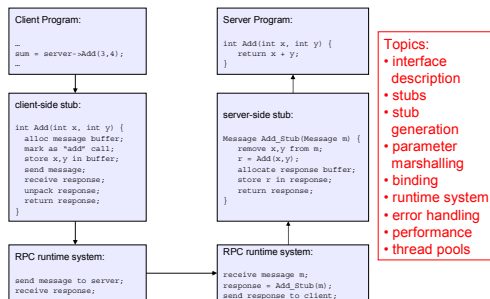 Client Program:
…
sum = server->Add(3,4);
…
client-side stub:
int Add(int x, int y) {
alloc message buffer;
mark as "add" call;
store x,y in buffer;
send message;
receive response;
unpack response;
return response;
}
RPC runtime system:
send message to server;
receive response;
Server Program:
int Add(int x, int y) {
return x + y;
}
server-side stub:
Message Add_Stub(Message m) {
remove x,y from m;
r = Add(x,y);
allocate response buffer;
store r in response;
return response;
}
RPC runtime system:
receive message m;
response = Add_Stub(m);
send response to client;
Topics:
• interface
description
• stubs
• stub
generation
• parameter
marshalling
• binding
• runtime system
• error handling
• performance
• thread pools